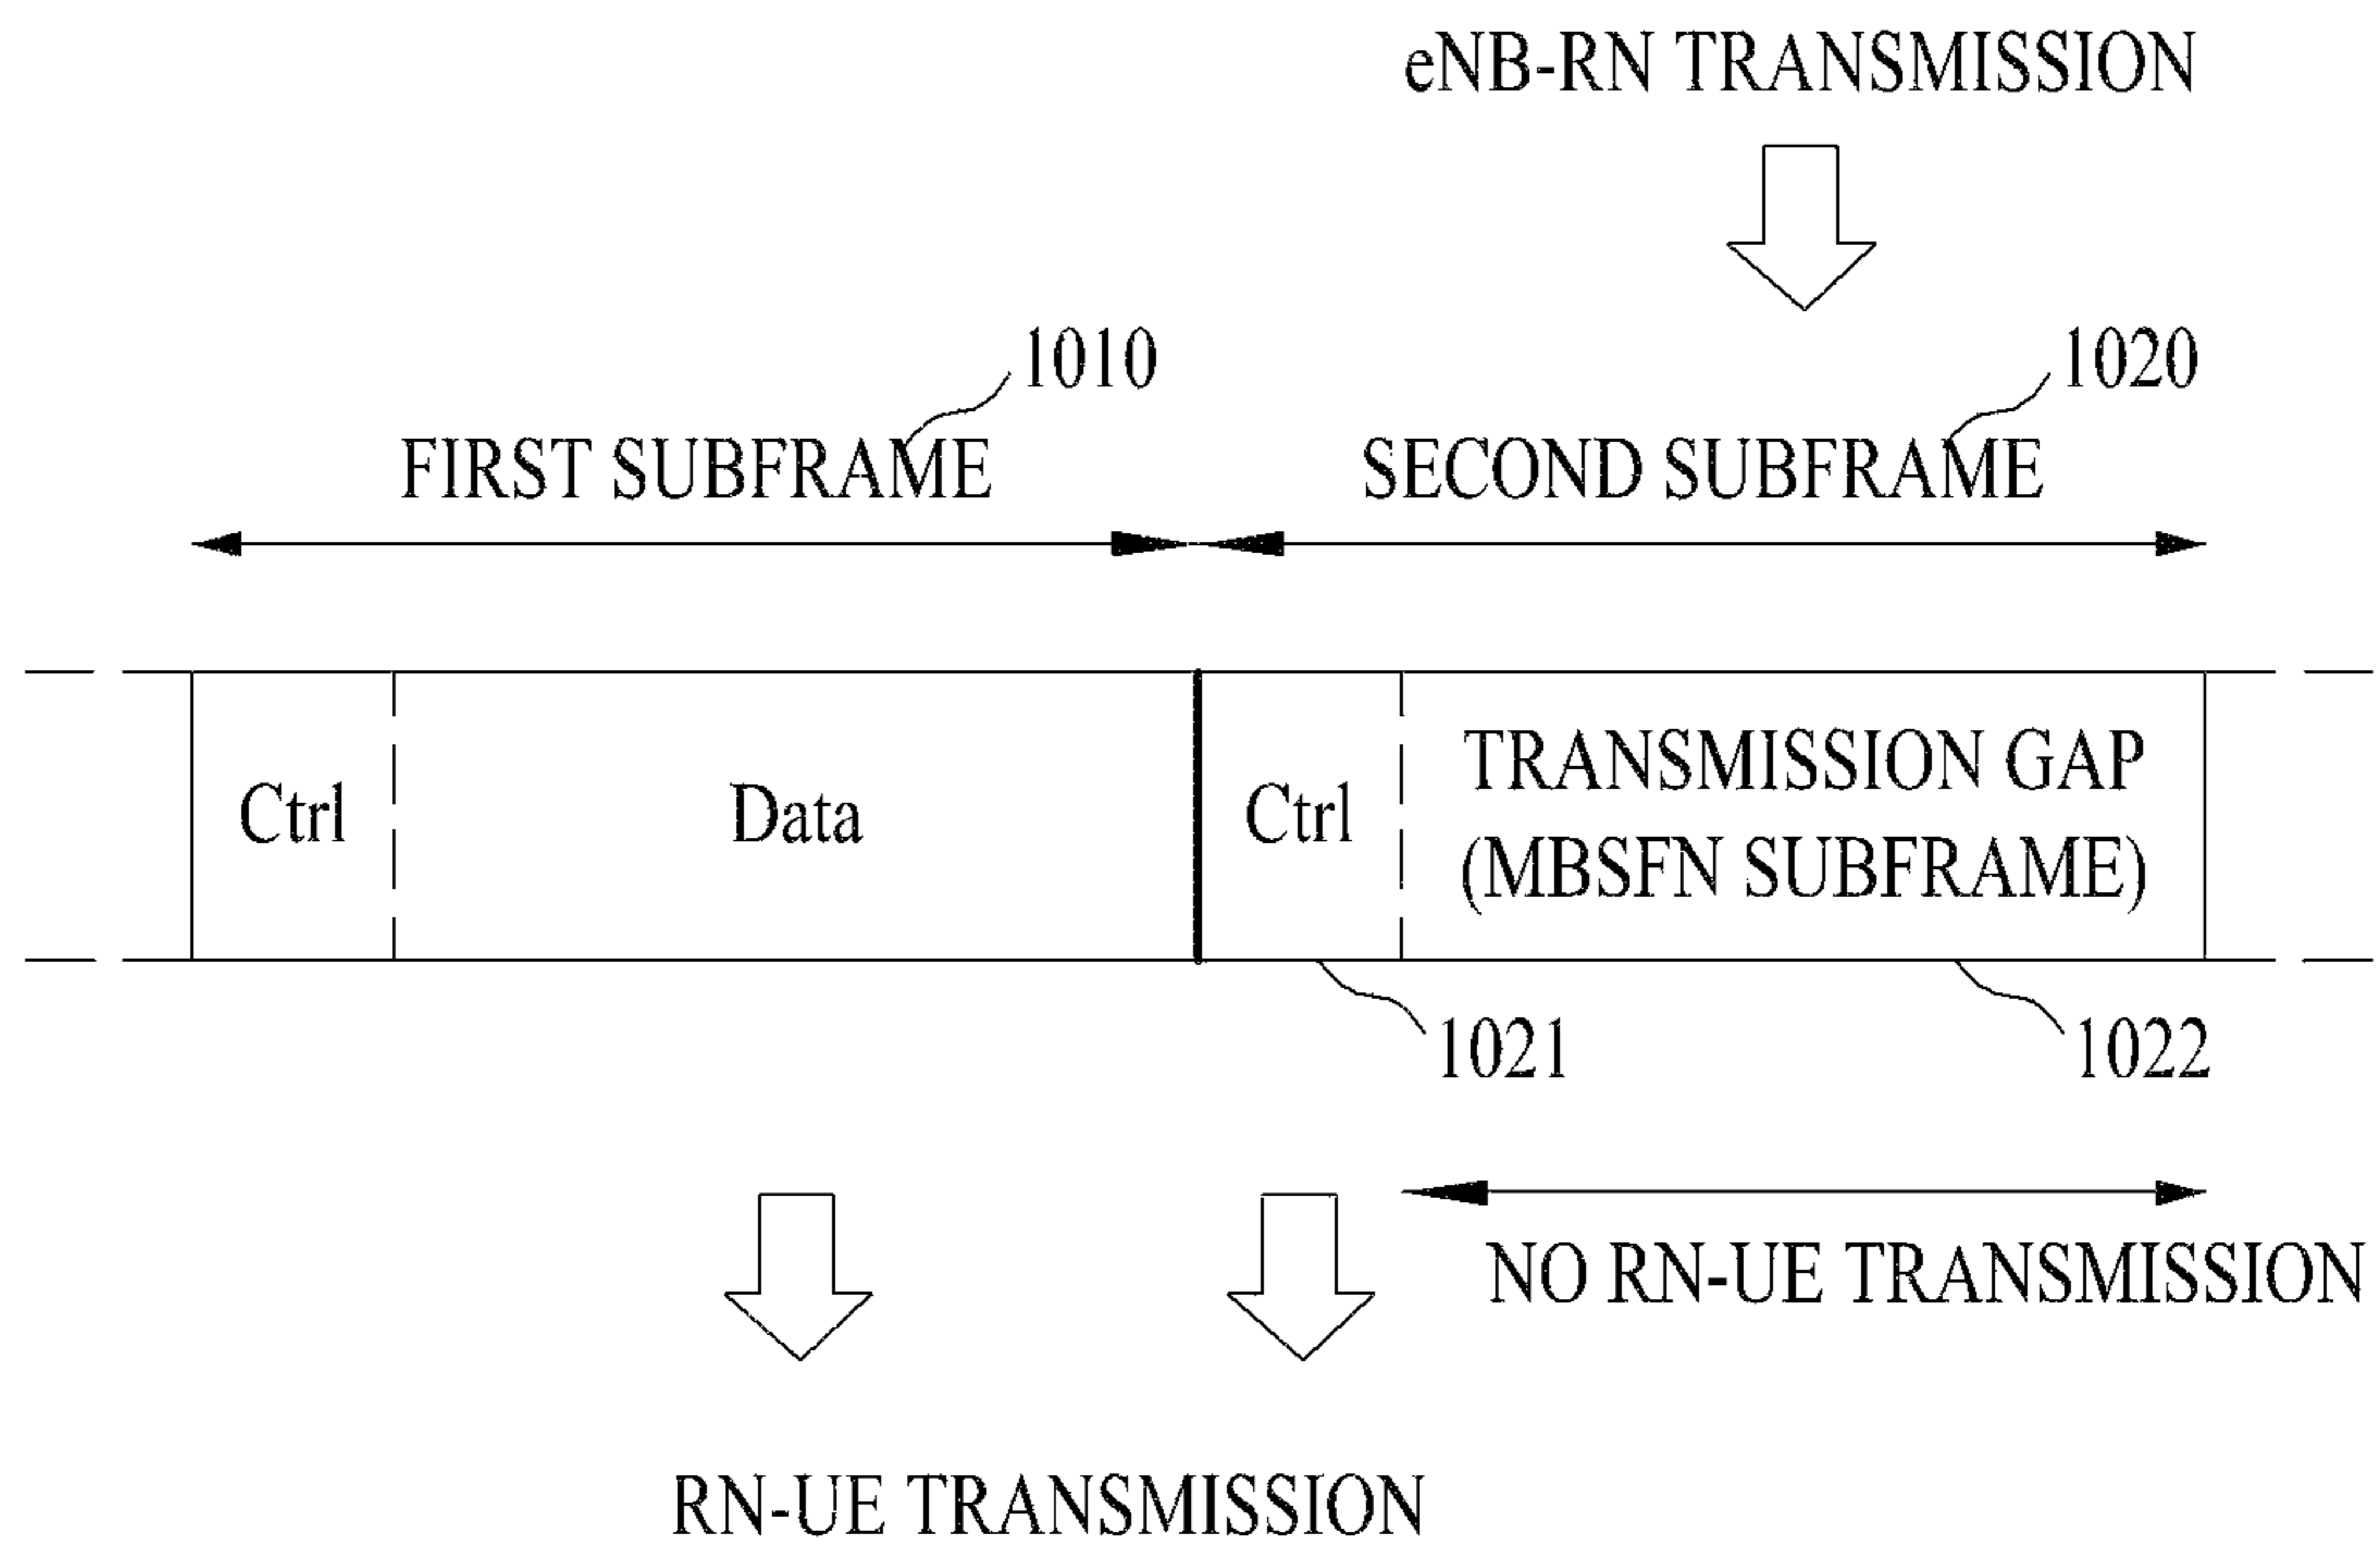 eNB-RN TRANSMISSION
1010
1020
FIRST SUBFRAME
SECOND SUBFRAME
Ctrl
Data
Ctrl
TRANSMISSION GAP
(MBSFN SUBFRAME)
1021
1022
NO RN-UE TRANSMISSION
RN-UE TRANSMISSION